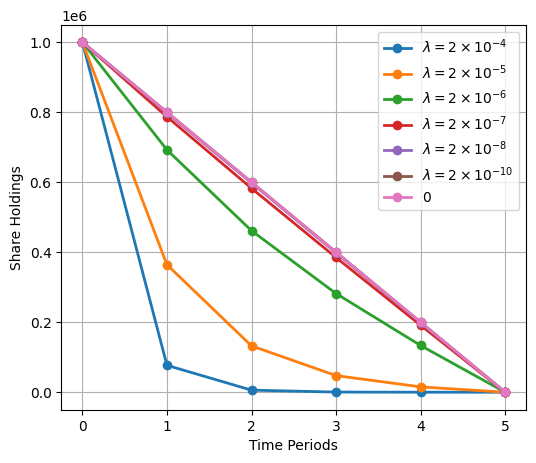 1e6
1.0
0.8
0.6
0.4
0.2
0.0
Share Holdings
0 1 2 3 4 5
Time Periods
λ = 2 × 10⁻⁴
λ = 2 × 10⁻⁵
λ = 2 × 10⁻⁶
λ = 2 × 10⁻⁷
λ = 2 × 10⁻⁸
λ = 2 × 10⁻¹⁰
0